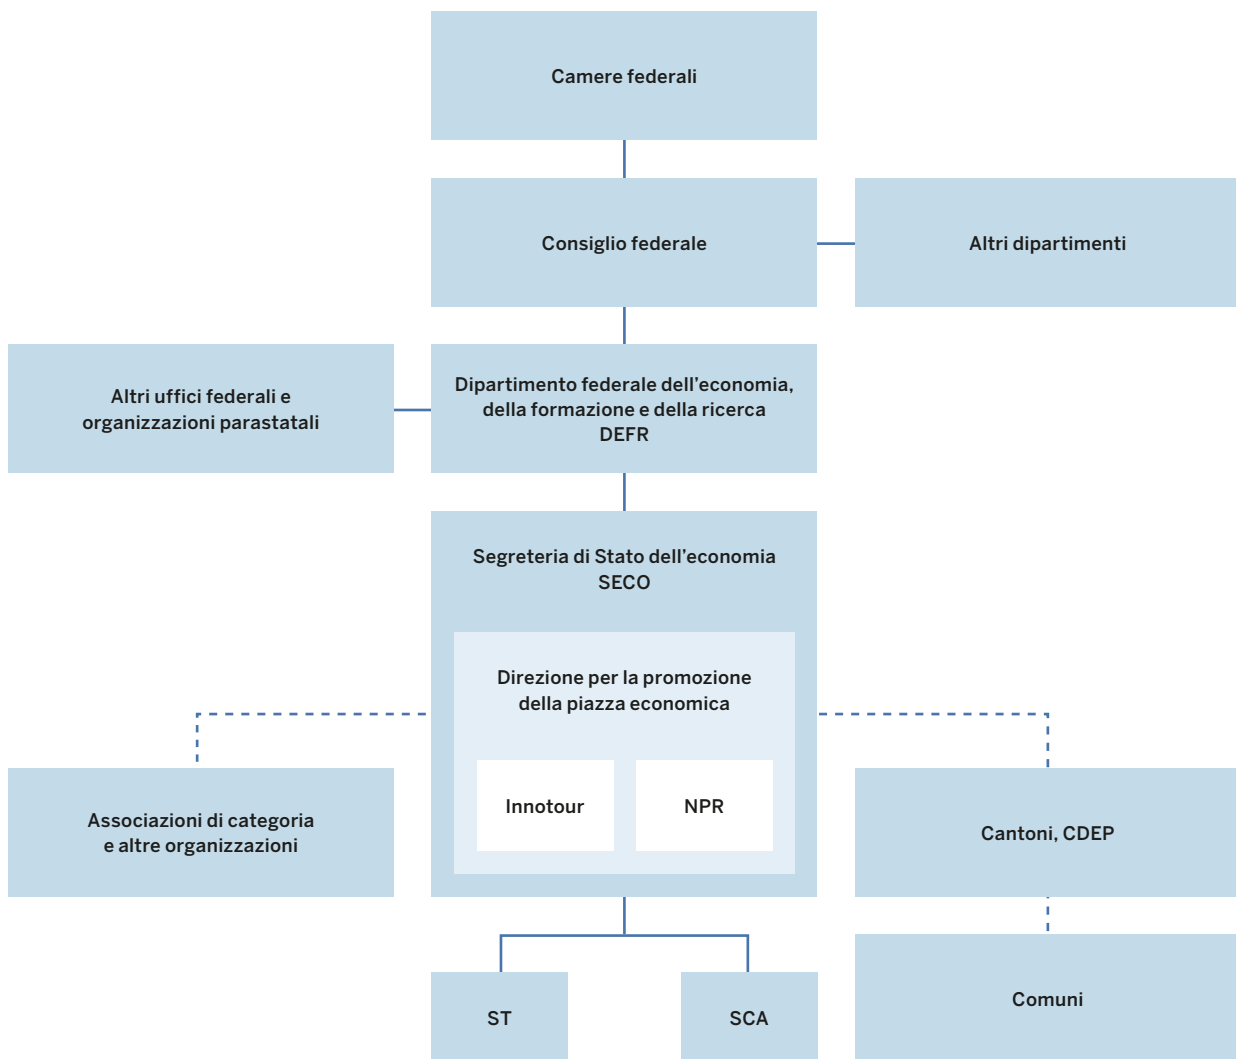 Camere federali
Consiglio federale
Altri dipartimenti
Altri uffici federali e
organizzazioni parastatali
Dipartimento federale dell’economia,
della formazione e della ricerca
DEFR
Segreteria di Stato dell’economia
SECO
Direzione per la promozione
della piazza economica
Innotour
NPR
Associazioni di categoria
e altre organizzazioni
Cantoni, CDEP
ST
SCA
Comuni